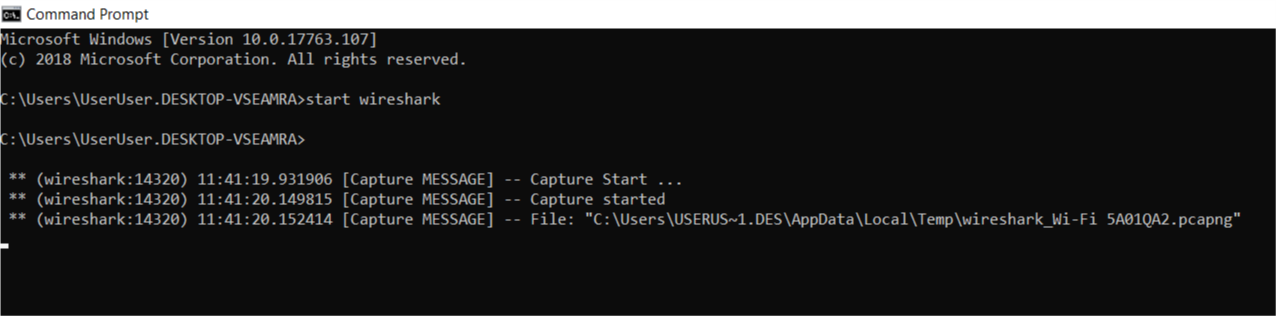 Command Prompt
Microsoft Windows [Version 10.0.17763.107]
(c) 2018 Microsoft Corporation. All rights reserved.
C:\Users\UserUser.DESKTOP-VSEAMRA>start wireshark
C:\Users\UserUser.DESKTOP-VSEAMRA>
** (wireshark:14320) 11:41:19.931906 [Capture MESSAGE] -- Capture Start ...
** (wireshark:14320) 11:41:20.149815 [Capture MESSAGE] -- Capture started
** (wireshark:14320) 11:41:20.152414 [Capture MESSAGE] -- File: "C:\Users\USERUS~1.DES\AppData\Local\Temp\wireshark_Wi-Fi 5A01QA2.pcapng"